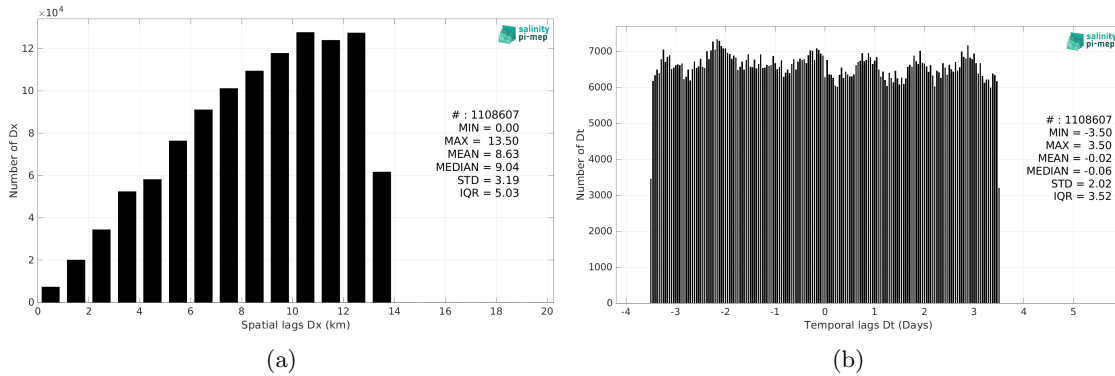 ×10⁴
12
10
8
6
4
2
0
Number of Dx
0 2 4 6 8 10 12 14 16 18 20
Spatial lags Dx (km)
salinity
pi-mep
# : 1108607
MIN = 0.00
MAX = 13.50
MEAN = 8.63
MEDIAN = 9.04
STD = 3.19
IQR = 5.03
(a)
7000
6000
5000
4000
3000
2000
1000
0
Number of Dt
-4 -3 -2 -1 0 1 2 3 4 5
Temporal lags Dt (Days)
salinity
pi-mep
# : 1108607
MIN = -3.50
MAX = 3.50
MEAN = -0.02
MEDIAN = -0.06
STD = 2.02
IQR = 3.52
(b)